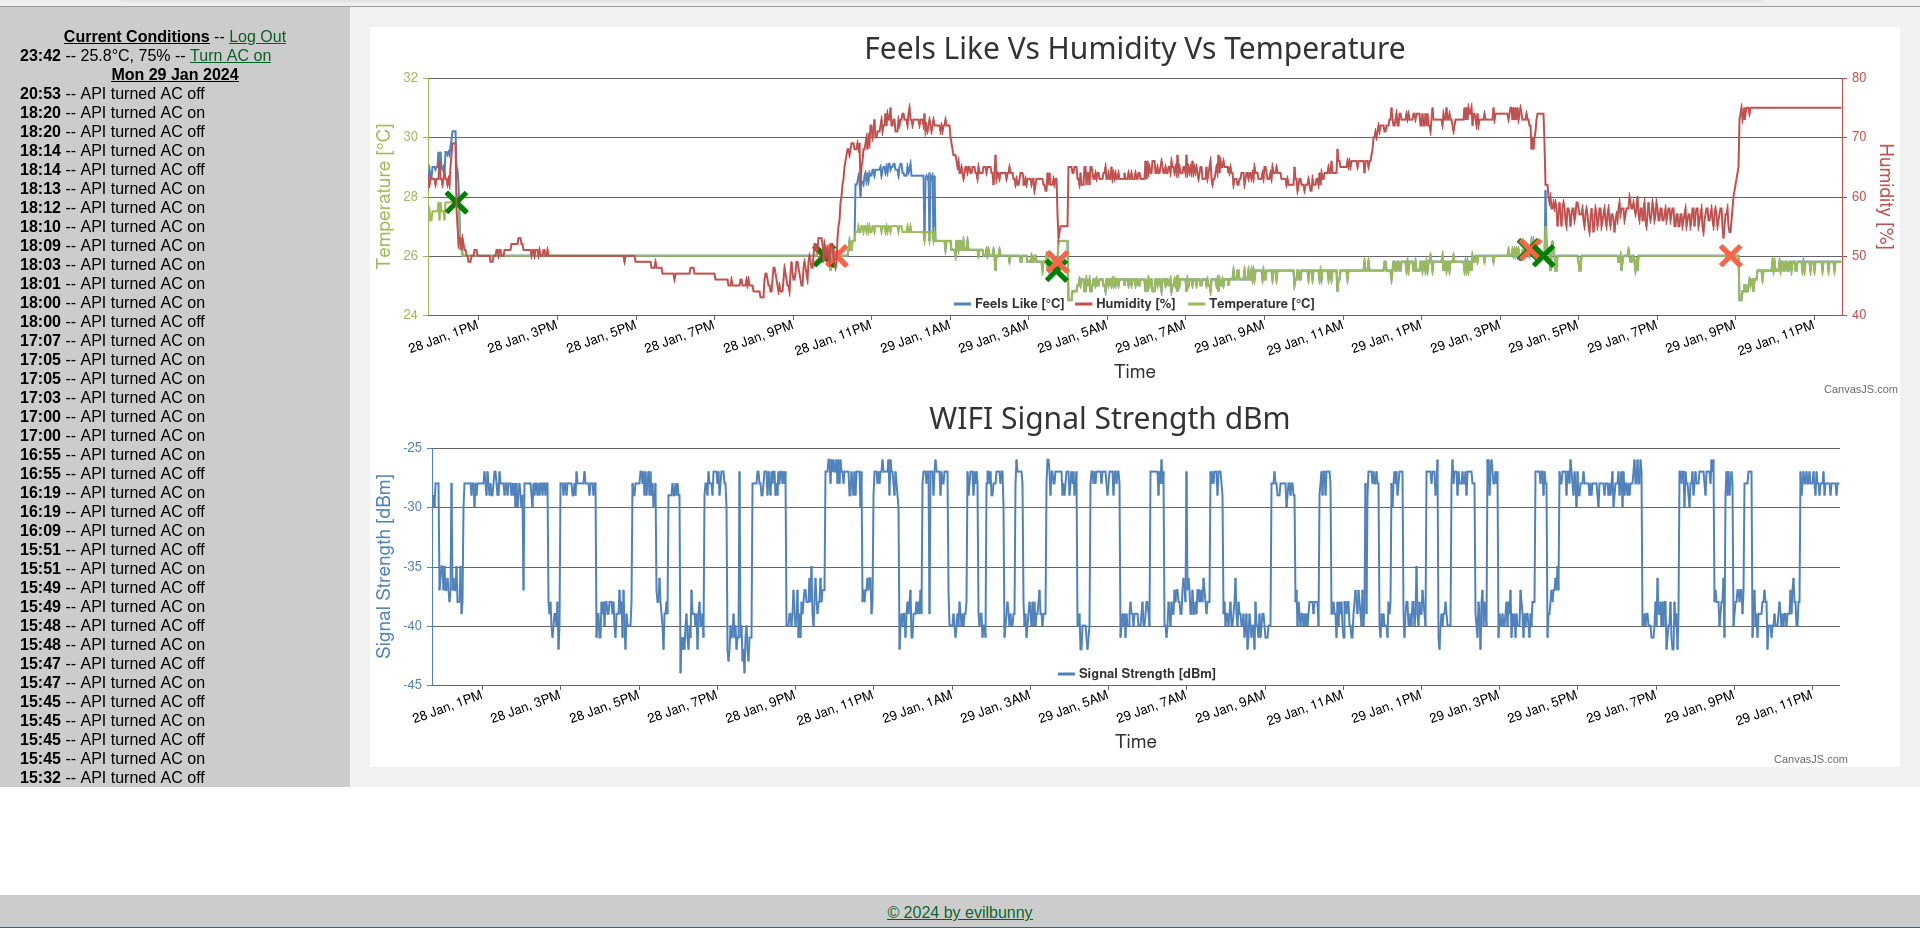 Current Conditions -- Log Out
23:42 -- 25.8°C, 75% -- Turn AC on
Mon 29 Jan 2024
20:53 -- API turned AC off
18:20 -- API turned AC on
18:20 -- API turned AC off
18:14 -- API turned AC on
18:14 -- API turned AC off
18:13 -- API turned AC on
18:12 -- API turned AC on
18:10 -- API turned AC on
18:09 -- API turned AC on
18:03 -- API turned AC on
18:01 -- API turned AC on
18:00 -- API turned AC on
18:00 -- API turned AC off
17:07 -- API turned AC on
17:05 -- API turned AC on
17:05 -- API turned AC on
17:03 -- API turned AC on
17:00 -- API turned AC on
17:00 -- API turned AC on
16:55 -- API turned AC on
16:55 -- API turned AC off
16:19 -- API turned AC on
16:19 -- API turned AC off
16:09 -- API turned AC on
15:51 -- API turned AC off
15:51 -- API turned AC on
15:49 -- API turned AC off
15:49 -- API turned AC on
15:48 -- API turned AC off
15:48 -- API turned AC on
15:47 -- API turned AC off
15:47 -- API turned AC on
15:45 -- API turned AC off
15:45 -- API turned AC on
15:45 -- API turned AC off
15:45 -- API turned AC on
15:32 -- API turned AC off
Feels Like Vs Humidity Vs Temperature
Temperature [°C]
32
30
28
26
24
80
70
60
50
40
Humidity [%]
Feels Like [°C] Humidity [%] Temperature [°C]
28 Jan, 1PM 28 Jan, 3PM 28 Jan, 5PM 28 Jan, 7PM 28 Jan, 9PM 28 Jan, 11PM 29 Jan, 1AM 29 Jan, 3AM 29 Jan, 5AM 29 Jan, 7AM 29 Jan, 9AM 29 Jan, 11AM 29 Jan, 1PM 29 Jan, 3PM 29 Jan, 5PM 29 Jan, 7PM 29 Jan, 9PM 29 Jan, 11PM
Time
CanvasJS.com
WIFI Signal Strength dBm
Signal Strength [dBm]
-25
-30
-35
-40
-45
Signal Strength [dBm]
28 Jan, 1PM 28 Jan, 3PM 28 Jan, 5PM 28 Jan, 7PM 28 Jan, 9PM 28 Jan, 11PM 29 Jan, 1AM 29 Jan, 3AM 29 Jan, 5AM 29 Jan, 7AM 29 Jan, 9AM 29 Jan, 11AM 29 Jan, 1PM 29 Jan, 3PM 29 Jan, 5PM 29 Jan, 7PM 29 Jan, 9PM 29 Jan, 11PM
Time
CanvasJS.com
© 2024 by evilbunny